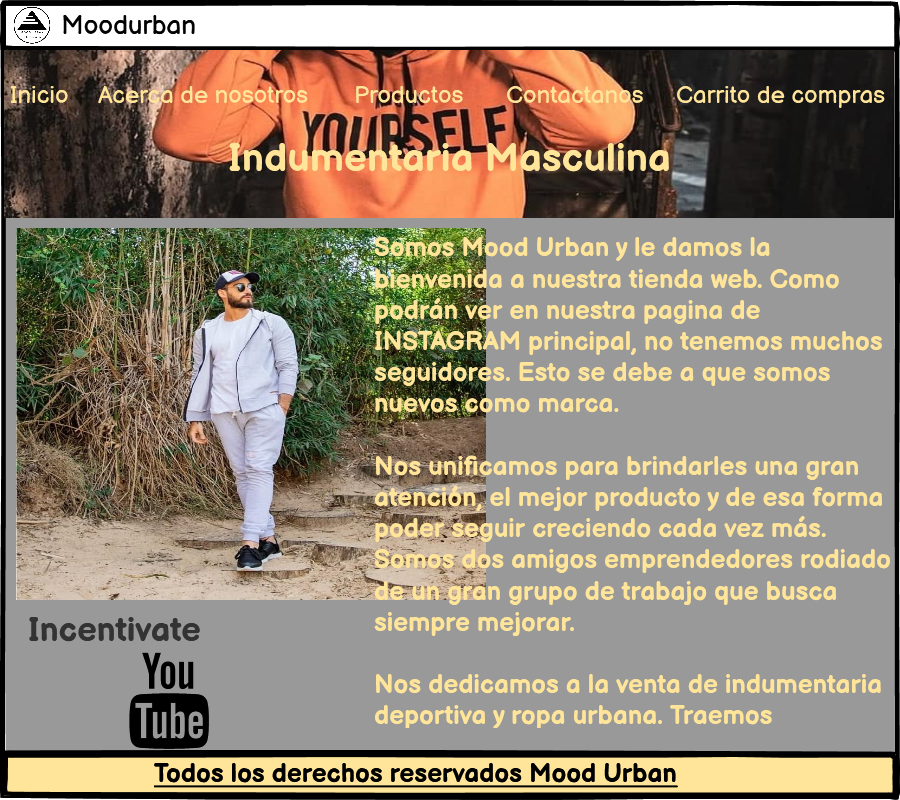 Moodurban
Inicio Acerca de nosotros Productos Contactanos Carrito de compras
YOURSELF
Indumentaria Masculina
Somos Mood Urban y le damos la
bienvenida a nuestra tienda web. Como
podrán ver en nuestra pagina de
INSTAGRAM principal, no tenemos muchos
seguidores. Esto se debe a que somos
nuevos como marca.
Nos unificamos para brindarles una gran
atención, el mejor producto y de esa forma
poder seguir creciendo cada vez más.
Somos dos amigos emprendedores rodiado
de un gran grupo de trabajo que busca
siempre mejorar.
Nos dedicamos a la venta de indumentaria
deportiva y ropa urbana. Traemos
Incentivate
You
Tube
Todos los derechos reservados Mood Urban